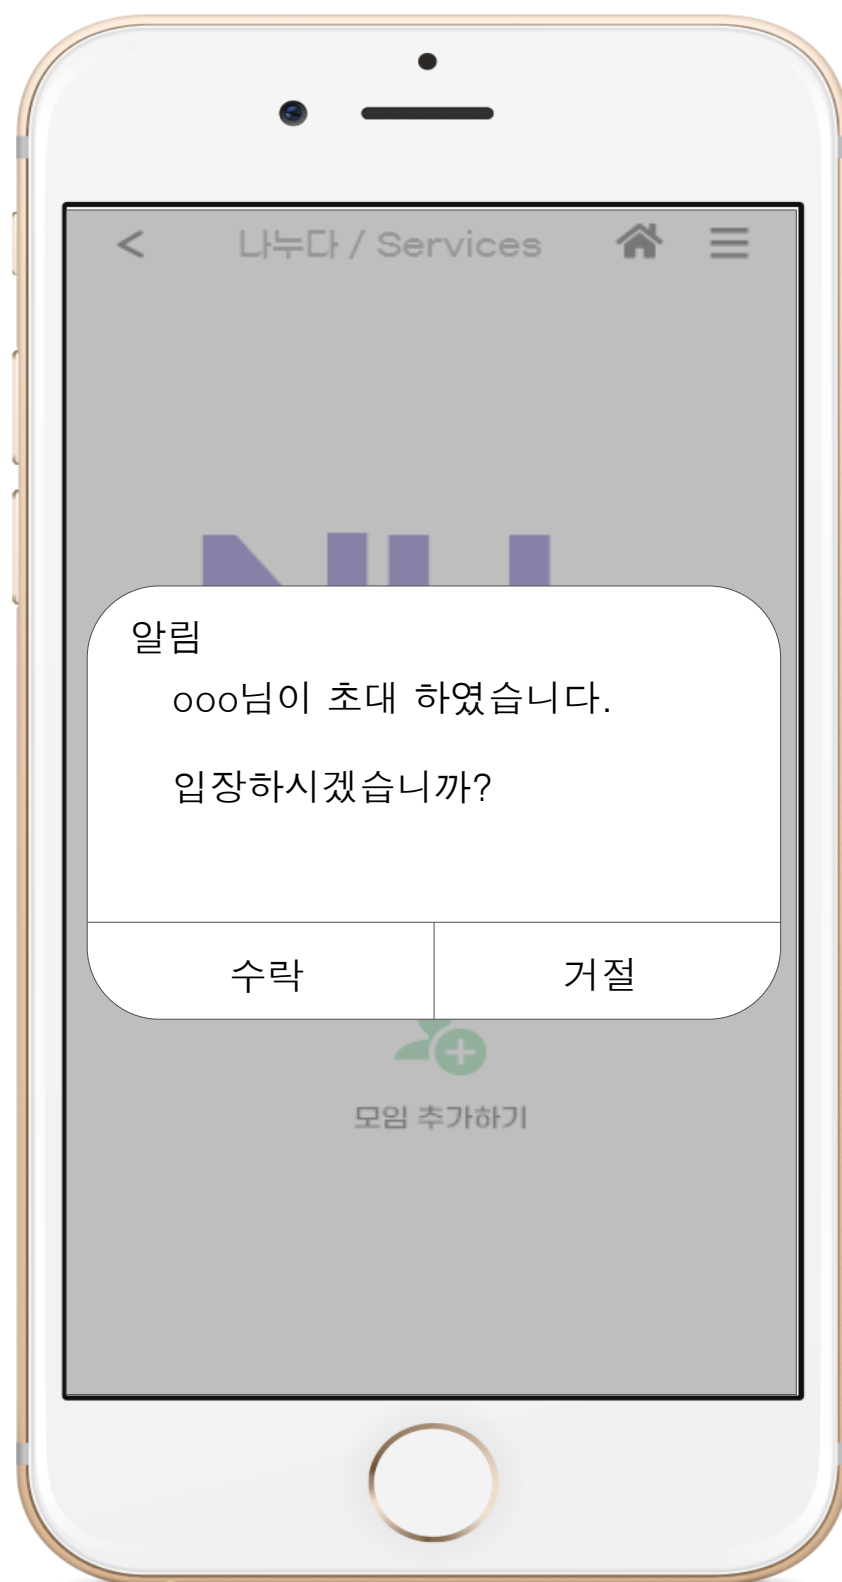 < 나누다 / Services
알림
ooo님이 초대 하였습니다.
입장하시겠습니까?
수락 거절
모임 추가하기